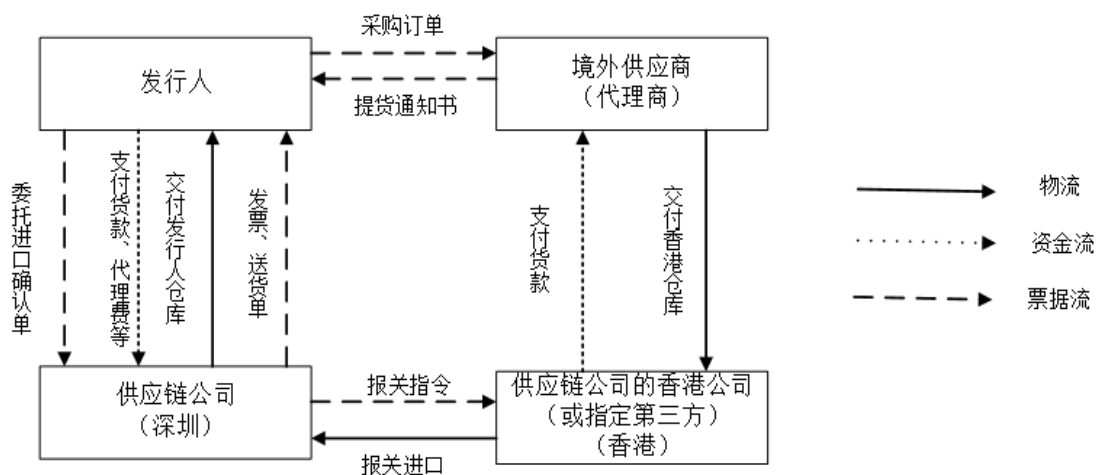 采购订单
发行人
境外供应商
（代理商）
提货通知书
委托进口确认单
支付货款、代理费等
交付发行人仓库
发票、送货单
支付货款
交付香港仓库
物流
资金流
票据流
供应链公司
（深圳）
报关指令
供应链公司的香港公司
（或指定第三方）
（香港）
报关进口